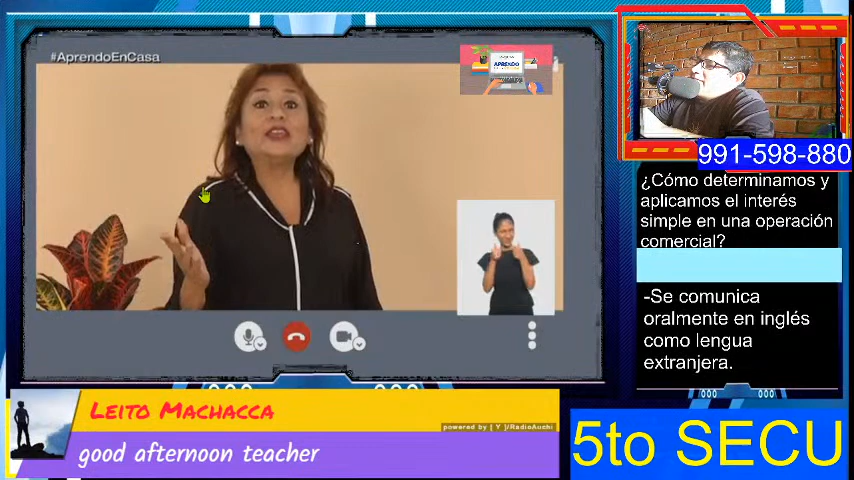 #AprendoEnCasa
APRENDO
991-598-880
¿Cómo determinamos y
aplicamos el interés
simple en una operación
comercial?
-Se comunica
oralmente en inglés
como lengua
extranjera.
Leito Machacca
powered by [ Y ]/RadioAuchi
good afternoon teacher
5to SECU